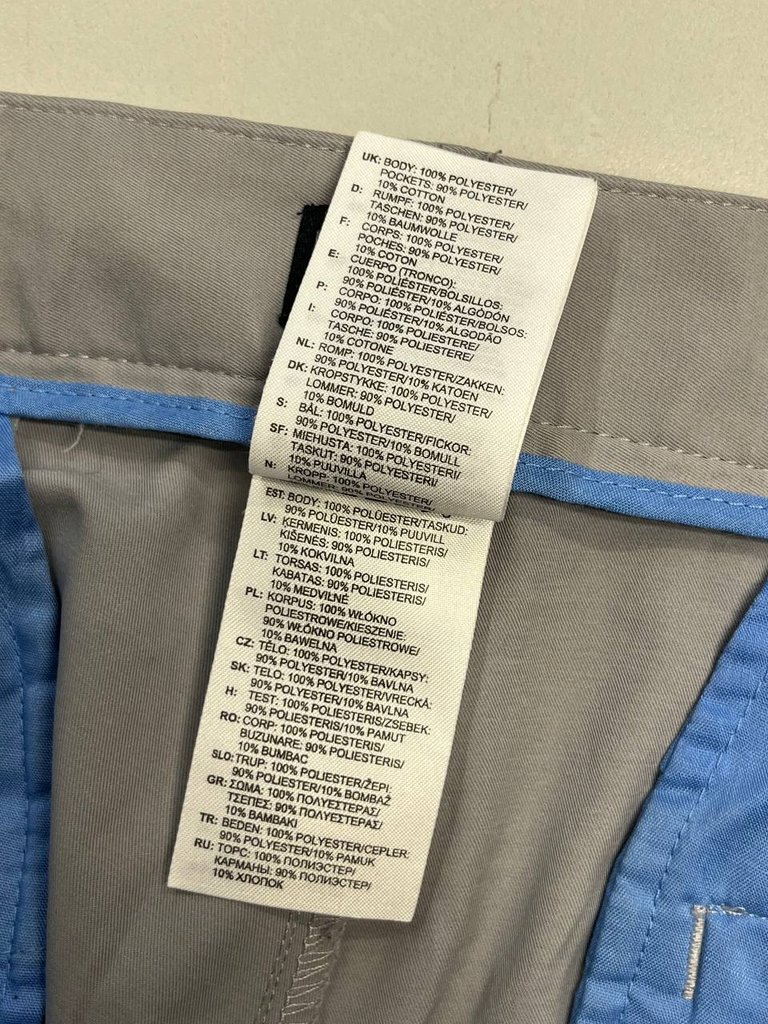 UK: BODY: 100% POLYESTER/
POCKETS: 90% POLYESTER/
10% COTTON
D: RUMPF: 100% POLYESTER/
TASCHEN: 90% POLYESTER/
10% BAUMWOLLE
F: CORPS: 100% POLYESTER/
POCHES: 90% POLYESTER/
10% COTON
E: CUERPO (TRONCO):
100% POLIÉSTER/BOLSILLOS:
90% POLIÉSTER/10% ALGODÓN
P: CORPO: 100% POLIÉSTER/BOLSOS:
90% POLIÉSTER/10% ALGODÃO
I: CORPO: 100% POLIESTERE/
TASCHE: 90% POLIESTERE/
10% COTONE
NL: ROMP: 100% POLYESTER/ZAKKEN:
90% POLYESTER/10% KATOEN
DK: KROPSTYKKE: 100% POLYESTER/
LOMMER: 90% POLYESTER/
10% BOMULD
S: BÅL: 100% POLYESTER/FICKOR:
90% POLYESTER/10% BOMULL
SF: MIEHUSTA: 100% POLYESTERI/
TASKUT: 90% POLYESTERI/
10% PUUVILLA
N: KROPP: 100% POLYESTER/
LOMMER: 90% POLYESTER/
EST: BODY: 100% POLÜESTER/TASKUD:
90% POLÜESTER/10% PUUVILL
LV: ĶERMENIS: 100% POLIESTERIS/
KIŠENĒS: 90% POLIESTERIS/
10% KOKVILNA
LT: TORSAS: 100% POLIESTERIS/
KABATAS: 90% POLIESTERIS/
10% MEDVILNĖ
PL: KORPUS: 100% WŁÓKNO
POLIESTROWE/KIESZENIE:
90% WŁÓKNO POLIESTROWE/
10% BAWEŁNA
CZ: TĚLO: 100% POLYESTER/KAPSY:
90% POLYESTER/10% BAVLNA
SK: TELO: 100% POLYESTER/VRECKÁ:
90% POLYESTER/10% BAVLNA
H: TEST: 100% POLIESTERIS/ZSEBEK:
90% POLIESTERIS/10% PAMUT
RO: CORP: 100% POLIESTERIS/
BUZUNARE: 90% POLIESTERIS/
10% BUMBAC
SLO: TRUP: 100% POLIESTER/ŽEPI:
90% POLIESTER/10% BOMBAŽ
GR: ΣΩΜΑ: 100% ΠΟΛΥΕΣΤΕΡΑΣ/
ΤΣΕΠΕΣ: 90% ΠΟΛΥΕΣΤΕΡΑΣ/
10% ΒΑΜΒΑΚΙ
TR: BEDEN: 100% POLYESTER/CEPLER:
90% POLYESTER/10% PAMUK
RU: ТОРС: 100% ПОЛИЭСТЕР/
КАРМАНЫ: 90% ПОЛИЭСТЕР/
10% ХЛОПОК